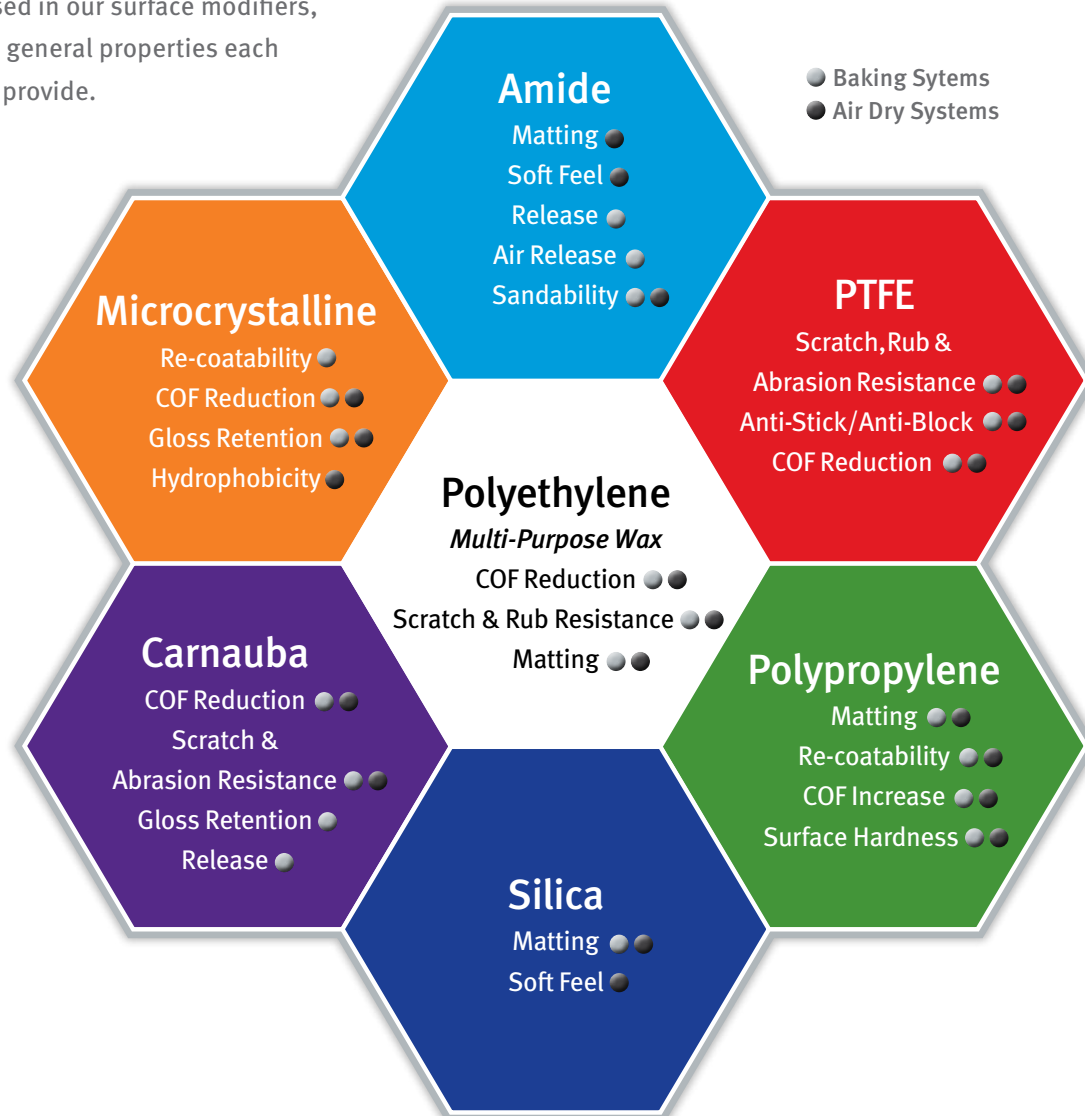 sed in our surface modifiers,
general properties each
provide.
Baking Sytems
Air Dry Systems
Amide
Matting
Soft Feel
Release
Air Release
Sandability
Microcrystalline
Re-coatability
COF Reduction
Gloss Retention
Hydrophobicity
PTFE
Scratch, Rub &
Abrasion Resistance
Anti-Stick/Anti-Block
COF Reduction
Polyethylene
Multi-Purpose Wax
COF Reduction
Scratch & Rub Resistance
Matting
Carnauba
COF Reduction
Scratch &
Abrasion Resistance
Gloss Retention
Release
Polypropylene
Matting
Re-coatability
COF Increase
Surface Hardness
Silica
Matting
Soft Feel